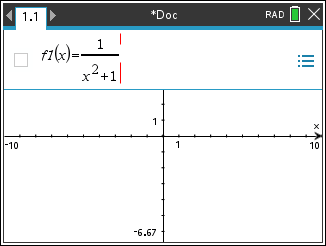 1.1 *Doc RAD
f1(x)=1/(x²+1)
1
x
-10 1 10
-6.67